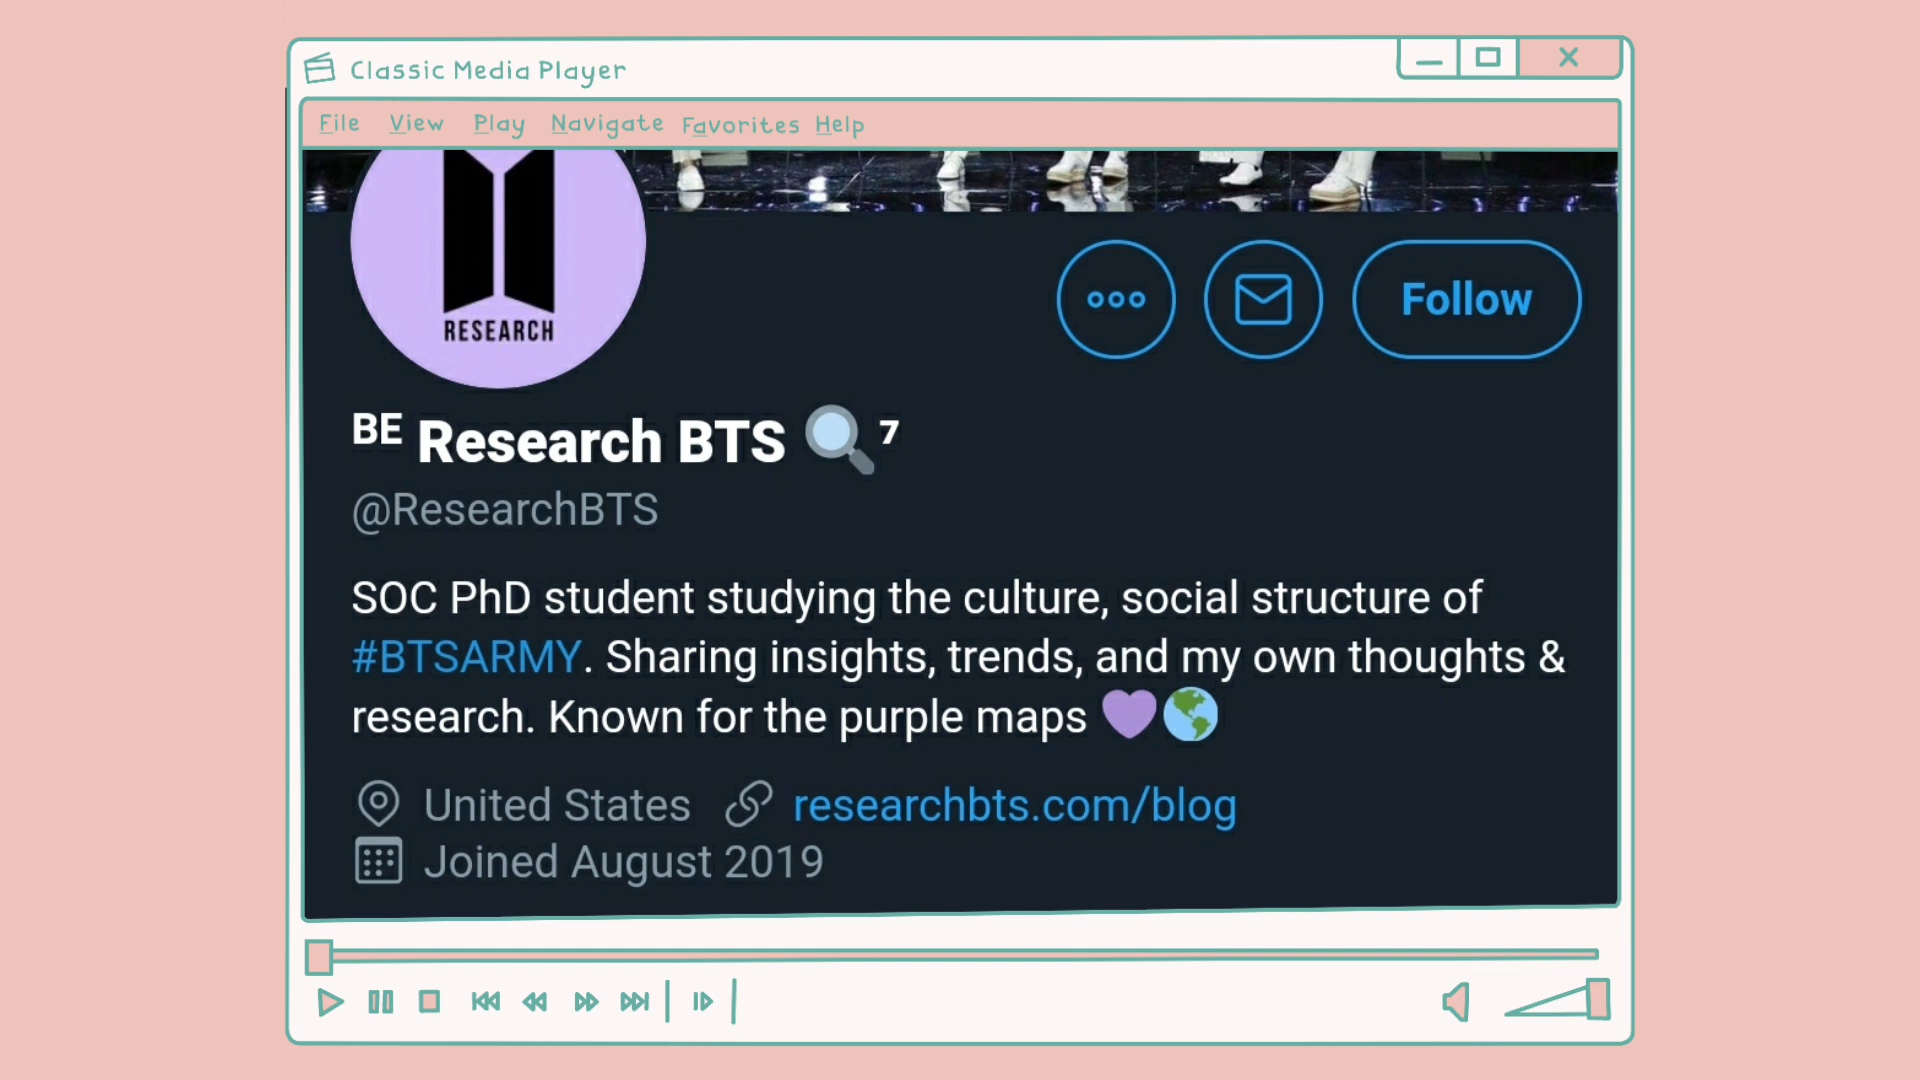 Classic Media Player
File View Play Navigate Favorites Help
RESEARCH
Follow
BE Research BTS 🔍 7
@ResearchBTS
SOC PhD student studying the culture, social structure of
#BTSARMY. Sharing insights, trends, and my own thoughts &
research. Known for the purple maps 💜🌎
United States researchbts.com/blog
Joined August 2019